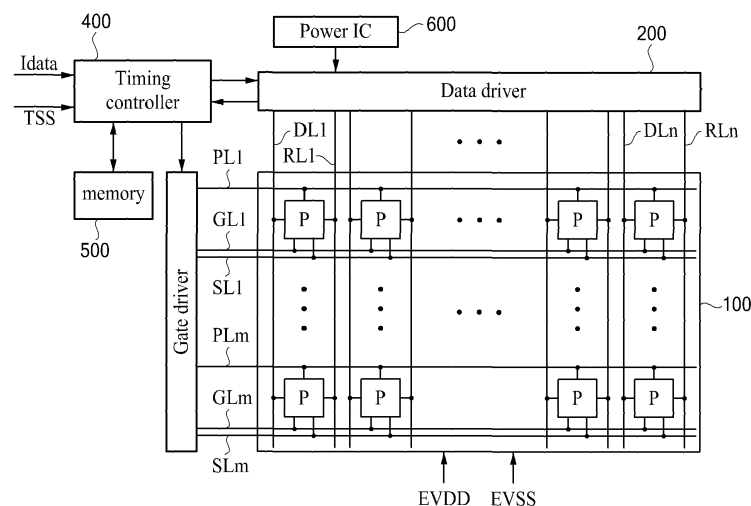 400
Power IC
600
200
Idata
Timing
controller
Data driver
TSS
DL1
RL1
DLn
RLn
PL1
memory
500
P
P
P
P
GL1
SL1
Gate driver
100
PLm
P
P
P
P
GLm
SLm
EVDD
EVSS